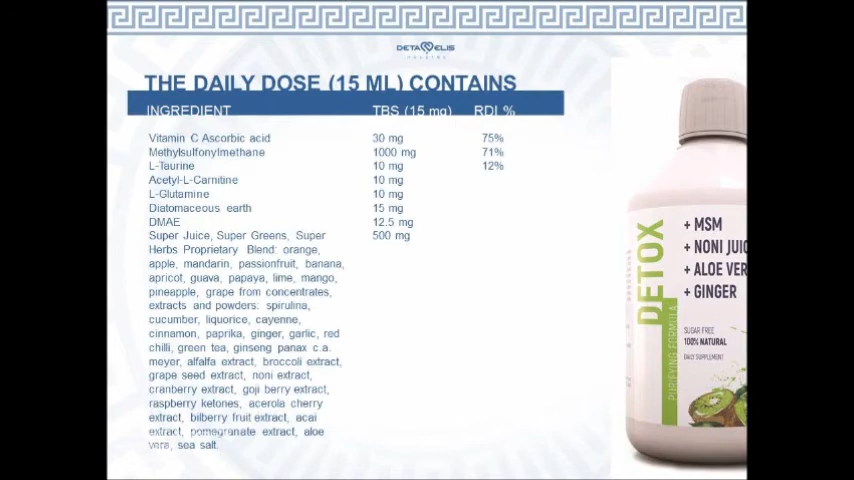 DETA ELIS
HOLDING
THE DAILY DOSE (15 ML) CONTAINS
INGREDIENT TBS (15 mg) RDI %
Vitamin C Ascorbic acid 30 mg 75%
Methylsulfonylmethane 1000 mg 71%
L-Taurine 10 mg 12%
Acetyl-L-Carnitine 10 mg
L-Glutamine 10 mg
Diatomaceous earth 15 mg
DMAE 12.5 mg
Super Juice, Super Greens, Super 500 mg
Herbs Proprietary Blend: orange,
apple, mandarin, passionfruit, banana,
apricot, guava, papaya, lime, mango,
pineapple, grape from concentrates,
extracts and powders: spirulina,
cucumber, liquorice, cayenne,
cinnamon, paprika, ginger, garlic, red
chilli, green tea, ginseng panax c.a.
meyer, alfalfa extract, broccoli extract,
grape seed extract, noni extract,
cranberry extract, goji berry extract,
raspberry ketones, acerola cherry
extract, bilberry fruit extract, acai
extract, pomegranate extract, aloe
vera, sea salt.
DETOX
PURIFYING FORMULA
+ MSM
+ NONI JUIC
+ ALOE VER
+ GINGER
SUGAR FREE
100% NATURAL
DAILY SUPPLEMENT